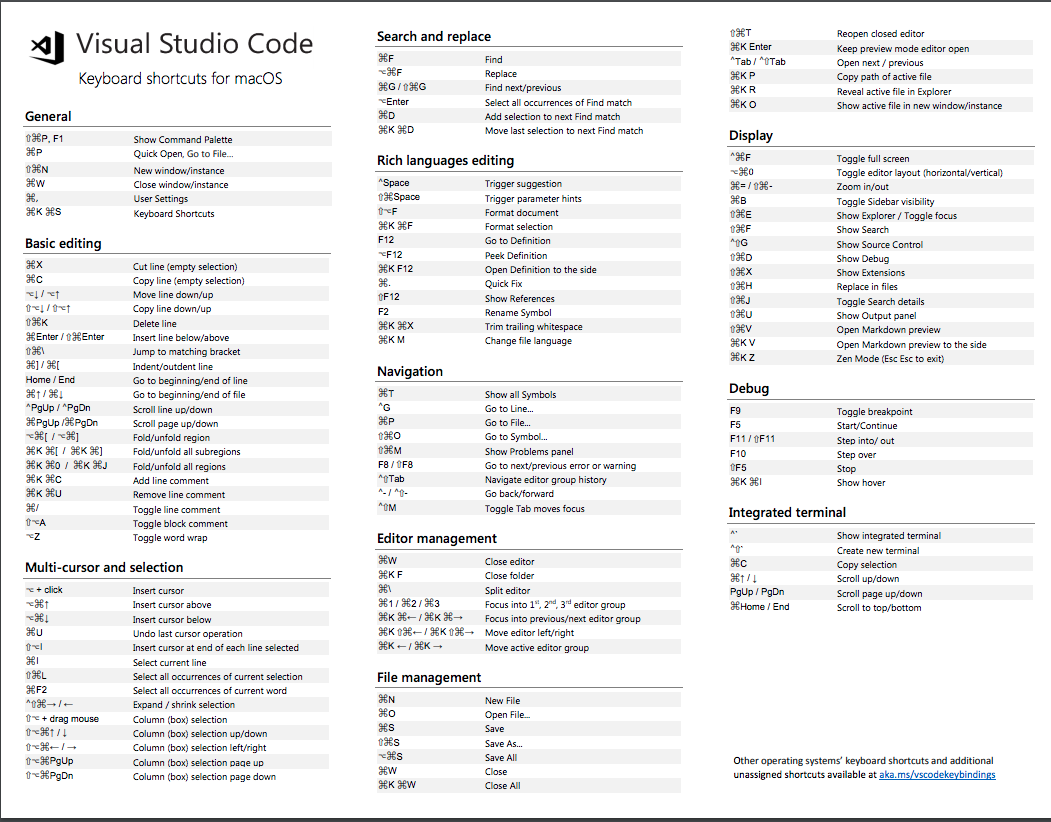 Visual Studio Code
Keyboard shortcuts for macOS
General
⇧⌘P, F1 Show Command Palette
⌘P Quick Open, Go to File…
⇧⌘N New window/instance
⌘W Close window/instance
⌘, User Settings
⌘K ⌘S Keyboard Shortcuts
Basic editing
⌘X Cut line (empty selection)
⌘C Copy line (empty selection)
⌥↓ / ⌥↑ Move line down/up
⇧⌥↓ / ⇧⌥↑ Copy line down/up
⇧⌘K Delete line
⌘Enter / ⇧⌘Enter Insert line below/above
⇧⌘\ Jump to matching bracket
⌘] / ⌘[ Indent/outdent line
Home / End Go to beginning/end of line
⌘↑ / ⌘↓ Go to beginning/end of file
^PgUp / ^PgDn Scroll line up/down
⌘PgUp /⌘PgDn Scroll page up/down
⌥⌘[ / ⌥⌘] Fold/unfold region
⌘K ⌘[ / ⌘K ⌘] Fold/unfold all subregions
⌘K ⌘0 / ⌘K ⌘J Fold/unfold all regions
⌘K ⌘C Add line comment
⌘K ⌘U Remove line comment
⌘/ Toggle line comment
⇧⌥A Toggle block comment
⌥Z Toggle word wrap
Multi-cursor and selection
⌥ + click Insert cursor
⌥⌘↑ Insert cursor above
⌥⌘↓ Insert cursor below
⌘U Undo last cursor operation
⇧⌥I Insert cursor at end of each line selected
⌘I Select current line
⇧⌘L Select all occurrences of current selection
⌘F2 Select all occurrences of current word
^⇧⌘→ / ← Expand / shrink selection
⇧⌥ + drag mouse Column (box) selection
⇧⌥⌘↑ / ↓ Column (box) selection up/down
⇧⌥⌘← / → Column (box) selection left/right
⇧⌥⌘PgUp Column (box) selection page up
⇧⌥⌘PgDn Column (box) selection page down
Search and replace
⌘F Find
⌥⌘F Replace
⌘G / ⇧⌘G Find next/previous
⌥Enter Select all occurrences of Find match
⌘D Add selection to next Find match
⌘K ⌘D Move last selection to next Find match
Rich languages editing
^Space Trigger suggestion
⇧⌘Space Trigger parameter hints
⇧⌥F Format document
⌘K ⌘F Format selection
F12 Go to Definition
⌥F12 Peek Definition
⌘K F12 Open Definition to the side
⌘. Quick Fix
⇧F12 Show References
F2 Rename Symbol
⌘K ⌘X Trim trailing whitespace
⌘K M Change file language
Navigation
⌘T Show all Symbols
^G Go to Line…
⌘P Go to File…
⇧⌘O Go to Symbol…
⇧⌘M Show Problems panel
F8 / ⇧F8 Go to next/previous error or warning
^⇧Tab Navigate editor group history
^- / ^⇧- Go back/forward
^⇧M Toggle Tab moves focus
Editor management
⌘W Close editor
⌘K F Close folder
⌘\ Split editor
⌘1 / ⌘2 / ⌘3 Focus into 1st, 2nd, 3rd editor group
⌘K ⌘← / ⌘K ⌘→ Focus into previous/next editor group
⌘K ⇧⌘← / ⌘K ⇧⌘→ Move editor left/right
⌘K ← / ⌘K → Move active editor group
File management
⌘N New File
⌘O Open File…
⌘S Save
⇧⌘S Save As…
⌥⌘S Save All
⌘W Close
⌘K ⌘W Close All
⇧⌘T Reopen closed editor
⌘K Enter Keep preview mode editor open
^Tab / ^⇧Tab Open next / previous
⌘K P Copy path of active file
⌘K R Reveal active file in Explorer
⌘K O Show active file in new window/instance
Display
^⌘F Toggle full screen
⌥⌘0 Toggle editor layout (horizontal/vertical)
⌘= / ⇧⌘- Zoom in/out
⌘B Toggle Sidebar visibility
⇧⌘E Show Explorer / Toggle focus
⇧⌘F Show Search
^⇧G Show Source Control
⇧⌘D Show Debug
⇧⌘X Show Extensions
⇧⌘H Replace in files
⇧⌘J Toggle Search details
⇧⌘U Show Output panel
⇧⌘V Open Markdown preview
⌘K V Open Markdown preview to the side
⌘K Z Zen Mode (Esc Esc to exit)
Debug
F9 Toggle breakpoint
F5 Start/Continue
F11 / ⇧F11 Step into/ out
F10 Step over
⇧F5 Stop
⌘K ⌘I Show hover
Integrated terminal
^` Show integrated terminal
^⇧` Create new terminal
⌘C Copy selection
⌘↑ / ↓ Scroll up/down
PgUp / PgDn Scroll page up/down
⌘Home / End Scroll to top/bottom
Other operating systems’ keyboard shortcuts and additional
unassigned shortcuts available at aka.ms/vscodekeybindings